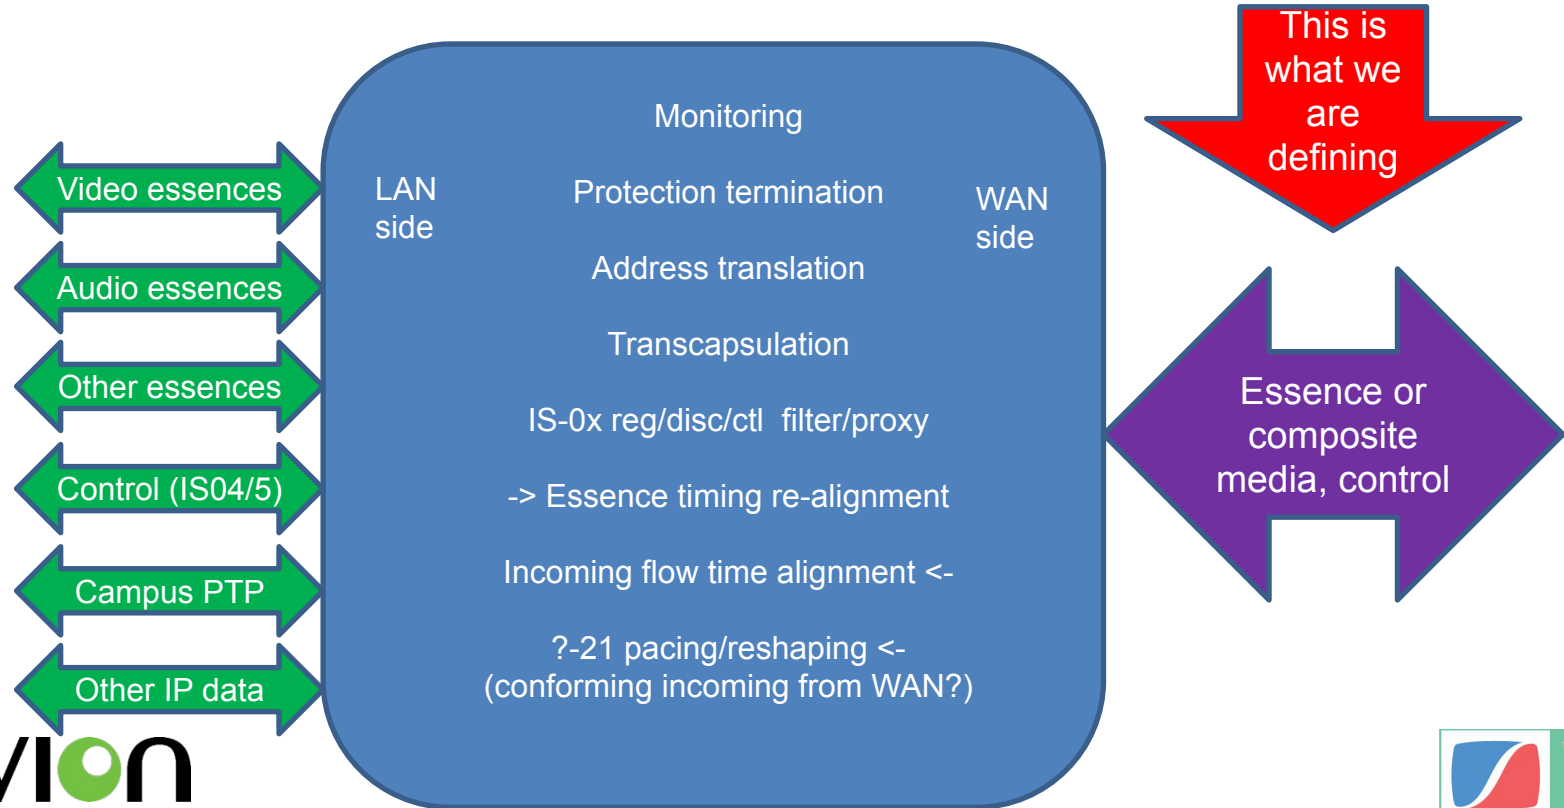 This is
what we
are
defining
Monitoring
Video essences
LAN
side
Protection termination
WAN
side
Audio essences
Address translation
Transcapsulation
Other essences
IS-0x reg/disc/ctl  filter/proxy
Essence or
composite
media, control
Control (IS04/5)
-> Essence timing re-alignment
Campus PTP
Incoming flow time alignment <-
?-21 pacing/reshaping <-
(conforming incoming from WAN?)
Other IP data